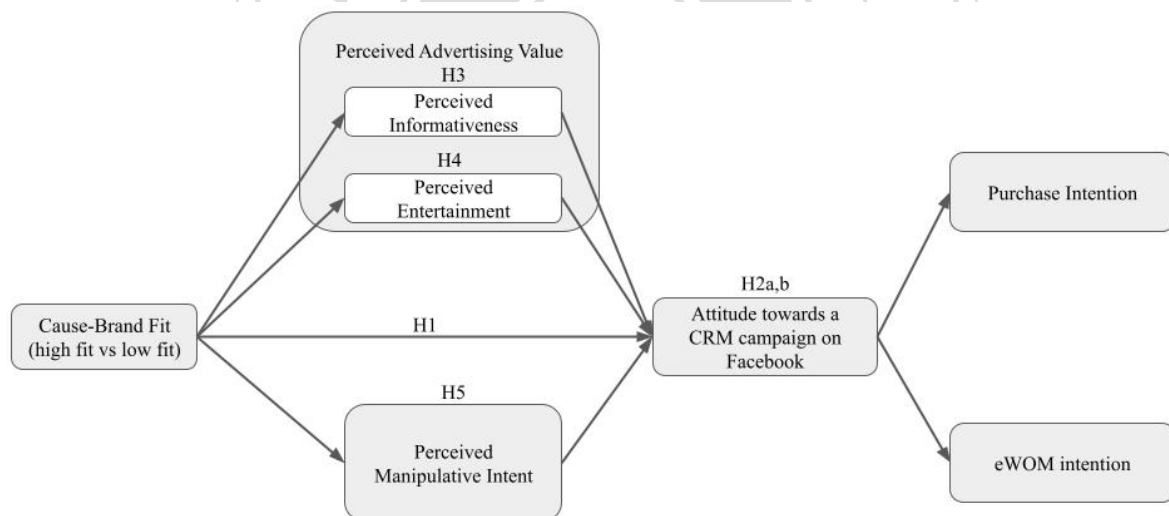 Perceived Advertising Value
H3
Perceived
Informativeness
H4
Perceived
Entertainment
Purchase Intention
H2a,b
Cause-Brand Fit
(high fit vs low fit)
H1
Attitude towards a
CRM campaign on
Facebook
H5
Perceived
Manipulative Intent
eWOM intention